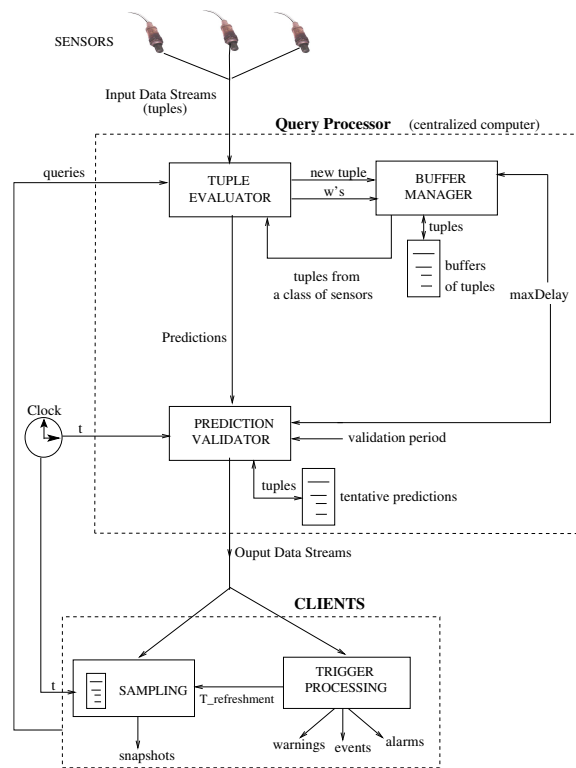 SENSORS
Input Data Streams
(tuples)
Query Processor (centralized computer)
queries
TUPLE
EVALUATOR
new tuple
w's
BUFFER
MANAGER
tuples
buffers
of tuples
tuples from
a class of sensors
maxDelay
Predictions
Clock
t
PREDICTION
VALIDATOR
validation period
tuples
tentative predictions
Ouput Data Streams
CLIENTS
t
SAMPLING
T_refreshment
TRIGGER
PROCESSING
snapshots
warnings
events
alarms